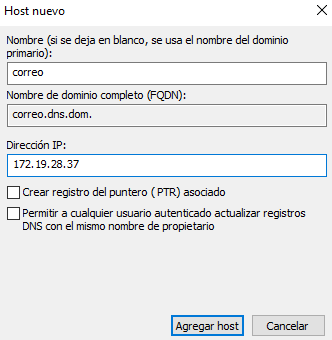 Host nuevo
Nombre (si se deja en blanco, se usa el nombre del dominio
primario):
correo
Nombre de dominio completo (FQDN):
correo.dns.dom.
Dirección IP:
172.19.28.37
Crear registro del puntero (PTR) asociado
Permitir a cualquier usuario autenticado actualizar registros
DNS con el mismo nombre de propietario
Agregar host
Cancelar